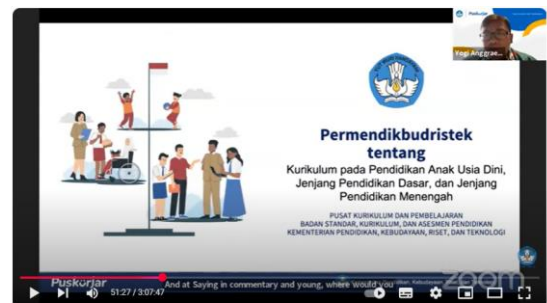 Puskurjar
Yogi Anggrae...
Permendikbudristek
tentang
Kurikulum pada Pendidikan Anak Usia Dini,
Jenjang Pendidikan Dasar, dan Jenjang
Pendidikan Menengah
PUSAT KURIKULUM DAN PEMBELAJARAN
BADAN STANDAR, KURIKULUM, DAN ASESMEN PENDIDIKAN
KEMENTERIAN PENDIDIKAN, KEBUDAYAAN, RISET, DAN TEKNOLOGI
Puskurjar
And at Saying in commentary and young, where would you
zoom
51:27 / 3:07:47